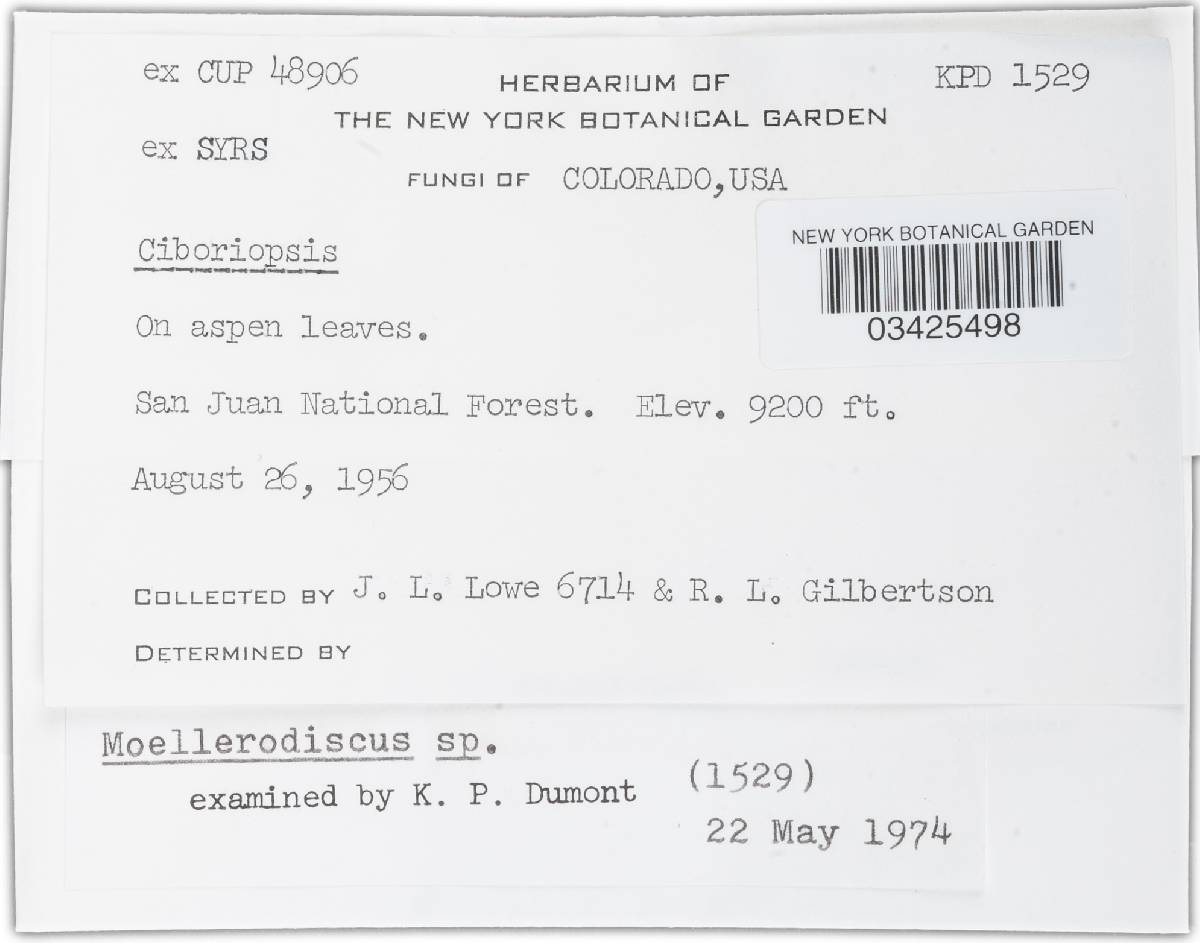 ex CUP 48906
HERBARIUM OF
KPD 1529
THE NEW YORK BOTANICAL GARDEN
ex SYRS
FUNGI OF COLORADO,USA
Ciboriopsis
NEW YORK BOTANICAL GARDEN
03425498
On aspen leaves.
San Juan National Forest. Elev. 9200 ft.
August 26, 1956
COLLECTED BY J. L. Lowe 6714 & R. L. Gilbertson
DETERMINED BY
Moellerodiscus sp.
examined by K. P. Dumont (1529)
22 May 1974